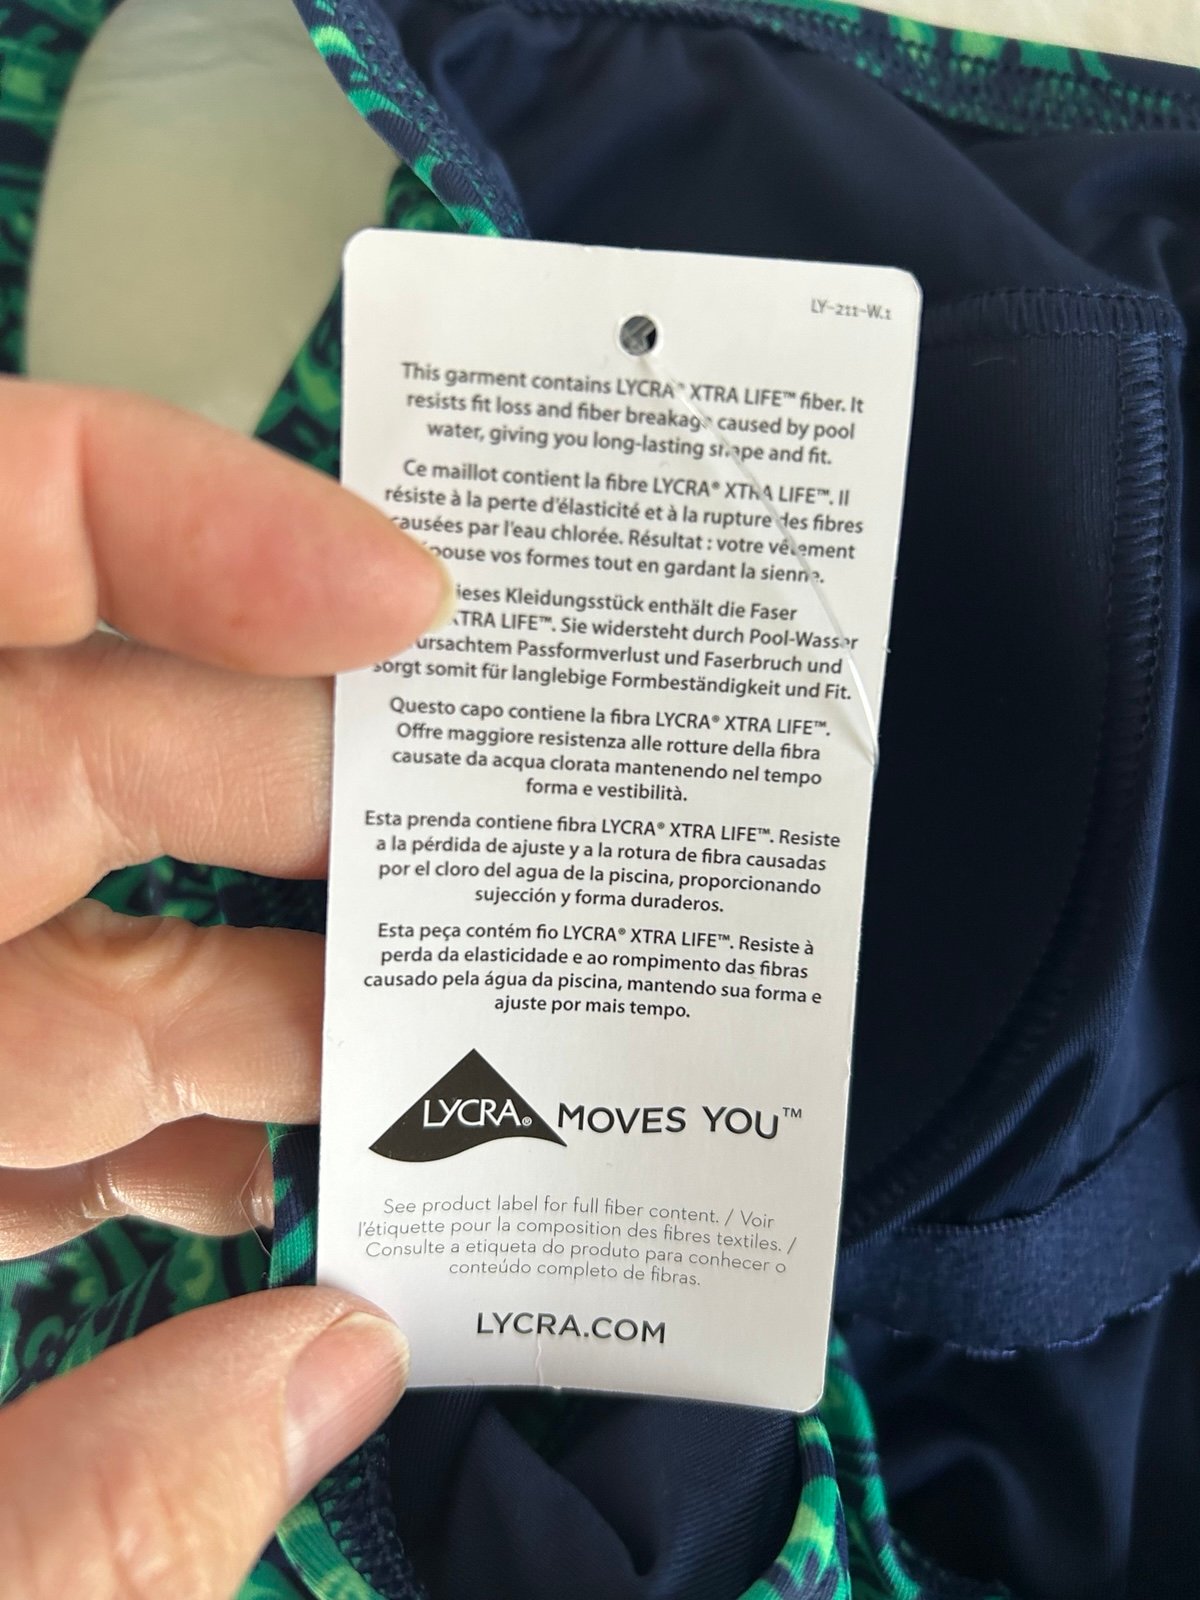 LY-211-W.1
This garment contains LYCRA® XTRA LIFE™ fiber. It
resists fit loss and fiber breakage caused by pool
water, giving you long-lasting shape and fit.
Ce maillot contient la fibre LYCRA® XTRA LIFE™. Il
résiste à la perte d'élasticité et à la rupture des fibres
causées par l'eau chlorée. Résultat : votre vêtement
épouse vos formes tout en gardant la sienne.
ieses Kleidungsstück enthält die Faser
XTRA LIFE™. Sie widersteht durch Pool-Wasser
ursachtem Passformverlust und Faserbruch und
sorgt somit für langlebige Formbeständigkeit und Fit.
Questo capo contiene la fibra LYCRA® XTRA LIFE™.
Offre maggiore resistenza alle rotture della fibra
causate da acqua clorata mantenendo nel tempo
forma e vestibilità.
Esta prenda contiene fibra LYCRA® XTRA LIFE™. Resiste
a la pérdida de ajuste y a la rotura de fibra causadas
por el cloro del agua de la piscina, proporcionando
sujección y forma duraderos.
Esta peça contém fio LYCRA® XTRA LIFE™. Resiste à
perda da elasticidade e ao rompimento das fibras
causado pela água da piscina, mantendo sua forma e
ajuste por mais tempo.
LYCRA® MOVES YOU™
See product label for full fiber content. / Voir
l'étiquette pour la composition des fibres textiles. /
Consulte a etiqueta do produto para conhecer o
conteúdo completo de fibras.
LYCRA.COM